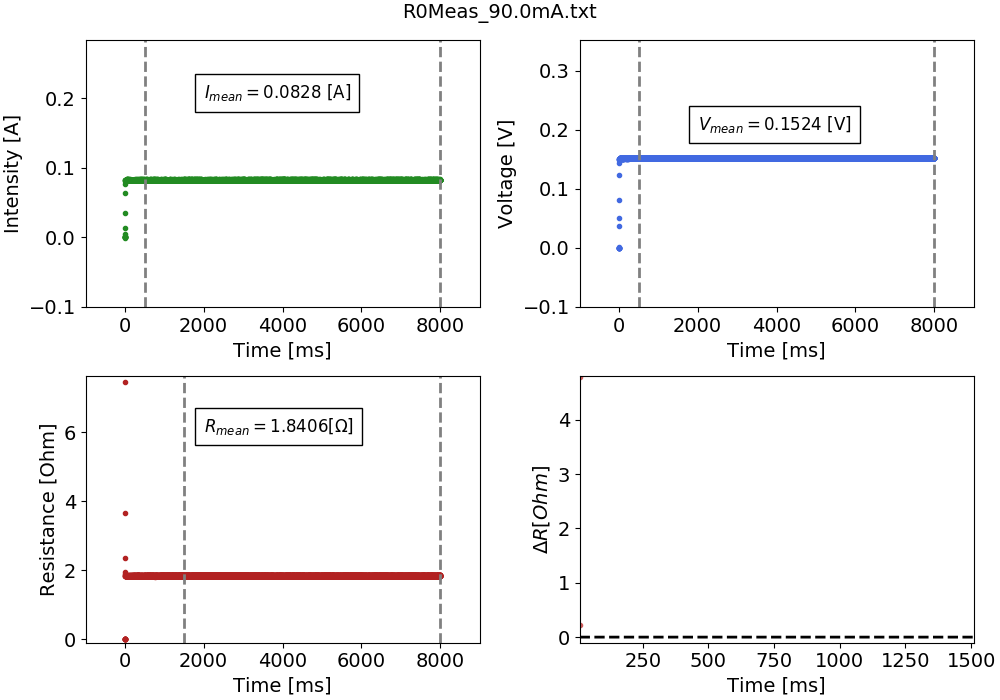 R0Meas_90.0mA.txt
Intensity [A]
0.2
0.1
0.0
−0.1
I_mean = 0.0828 [A]
0 2000 4000 6000 8000
Time [ms]
Voltage [V]
0.3
0.2
0.1
0.0
−0.1
V_mean = 0.1524 [V]
0 2000 4000 6000 8000
Time [ms]
Resistance [Ohm]
6
4
2
0
R_mean = 1.8406[Ω]
0 2000 4000 6000 8000
Time [ms]
ΔR[Ohm]
4
3
2
1
0
250 500 750 1000 1250 1500
Time [ms]